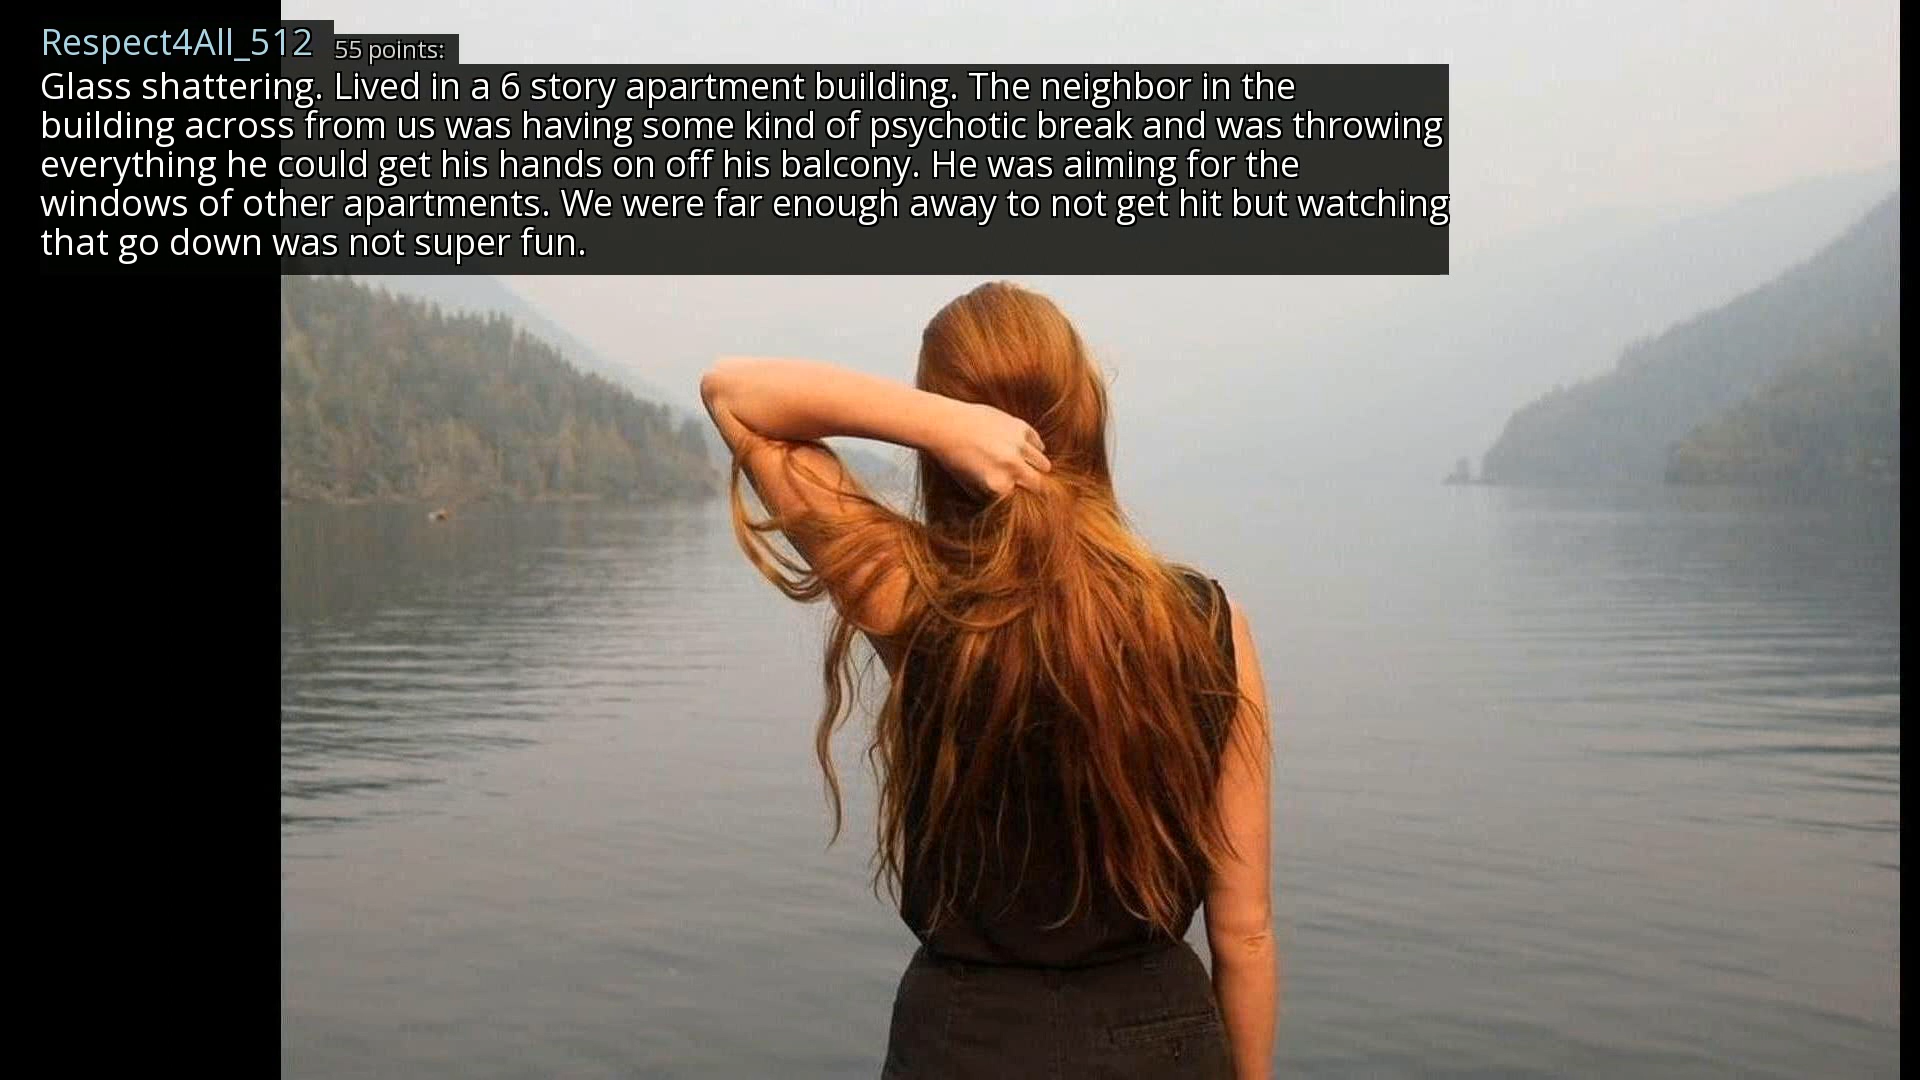 Respect4All_512 55 points:
Glass shattering. Lived in a 6 story apartment building. The neighbor in the
building across from us was having some kind of psychotic break and was throwing
everything he could get his hands on off his balcony. He was aiming for the
windows of other apartments. We were far enough away to not get hit but watching
that go down was not super fun.